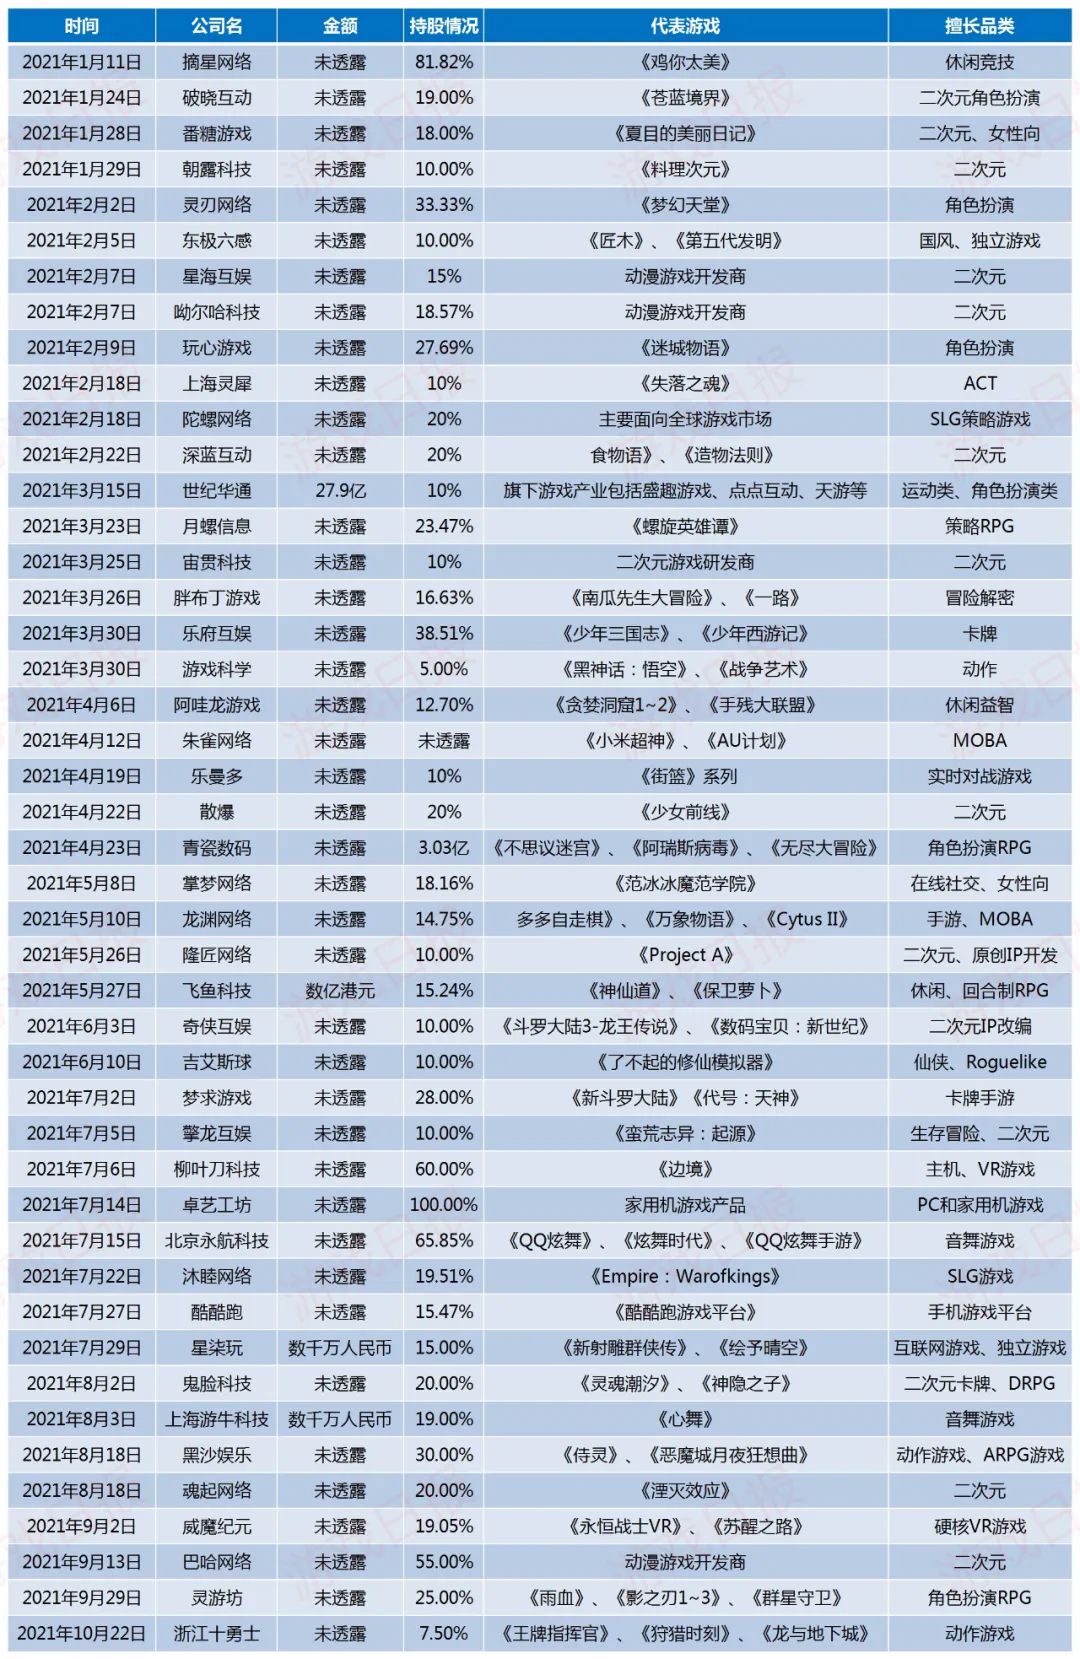 时间 公司名 金额 持股情况 代表游戏 擅长品类
2021年1月11日 摘星网络 未透露 81.82% 《鸡你太美》 休闲竞技
2021年1月24日 破晓互动 未透露 19.00% 《苍蓝境界》 二次元角色扮演
2021年1月28日 番糖游戏 未透露 18.00% 《夏目的美丽日记》 二次元、女性向
2021年1月29日 朝露科技 未透露 10.00% 《料理次元》 二次元
2021年2月2日 灵刃网络 未透露 33.33% 《梦幻天堂》 角色扮演
2021年2月5日 东极六感 未透露 10.00% 《匠木》、《第五代发明》 国风、独立游戏
2021年2月7日 星海互娱 未透露 15% 动漫游戏开发商 二次元
2021年2月7日 呦尔哈科技 未透露 18.57% 动漫游戏开发商 二次元
2021年2月9日 玩心游戏 未透露 27.69% 《迷城物语》 角色扮演
2021年2月18日 上海灵犀 未透露 10% 《失落之魂》 ACT
2021年2月18日 陀螺网络 未透露 20% 主要面向全球游戏市场 SLG策略游戏
2021年2月22日 深蓝互动 未透露 20% 食物语》、《造物法则》 二次元
2021年3月15日 世纪华通 27.9亿 10% 旗下游戏产业包括盛趣游戏、点点互动、天游等 运动类、角色扮演类
2021年3月23日 月螺信息 未透露 23.47% 《螺旋英雄谭》 策略RPG
2021年3月25日 宙贯科技 未透露 10% 二次元游戏研发商 二次元
2021年3月26日 胖布丁游戏 未透露 16.63% 《南瓜先生大冒险》、《一路》 冒险解密
2021年3月30日 乐府互娱 未透露 38.51% 《少年三国志》、《少年西游记》 卡牌
2021年3月30日 游戏科学 未透露 5.00% 《黑神话：悟空》、《战争艺术》 动作
2021年4月6日 阿哇龙游戏 未透露 12.70% 《贪婪洞窟1~2》、《手残大联盟》 休闲益智
2021年4月12日 朱雀网络 未透露 未透露 《小米超神》、《AU计划》 MOBA
2021年4月19日 乐曼多 未透露 10% 《街篮》系列 实时对战游戏
2021年4月22日 散爆 未透露 20% 《少女前线》 二次元
2021年4月23日 青瓷数码 未透露 3.03亿 《不思议迷宫》、《阿瑞斯病毒》、《无尽大冒险》 角色扮演RPG
2021年5月8日 掌梦网络 未透露 18.16% 《范冰冰魔范学院》 在线社交、女性向
2021年5月10日 龙渊网络 未透露 14.75% 多多自走棋》、《万象物语》、《Cytus II》 手游、MOBA
2021年5月26日 隆匠网络 未透露 10.00% 《Project A》 二次元、原创IP开发
2021年5月27日 飞鱼科技 数亿港元 15.24% 《神仙道》、《保卫萝卜》 休闲、回合制RPG
2021年6月3日 奇侠互娱 未透露 10.00% 《斗罗大陆3-龙王传说》、《数码宝贝：新世纪》 二次元IP改编
2021年6月10日 吉艾斯球 未透露 10.00% 《了不起的修仙模拟器》 仙侠、Roguelike
2021年7月2日 梦求游戏 未透露 28.00% 《新斗罗大陆》《代号：天神》 卡牌手游
2021年7月5日 擎龙互娱 未透露 10.00% 《蛮荒志异：起源》 生存冒险、二次元
2021年7月6日 柳叶刀科技 未透露 60.00% 《边境》 主机、VR游戏
2021年7月14日 卓艺工坊 未透露 100.00% 家用机游戏产品 PC和家用机游戏
2021年7月15日 北京永航科技 未透露 65.85% 《QQ炫舞》、《炫舞时代》、《QQ炫舞手游》 音舞游戏
2021年7月22日 沐睦网络 未透露 19.51% 《Empire：Warofkings》 SLG游戏
2021年7月27日 酷酷跑 未透露 15.47% 《酷酷跑游戏平台》 手机游戏平台
2021年7月29日 星柒玩 数千万人民币 15.00% 《新射雕群侠传》、《绘予晴空》 互联网游戏、独立游戏
2021年8月2日 鬼脸科技 未透露 20.00% 《灵魂潮汐》、《神隐之子》 二次元卡牌、DRPG
2021年8月3日 上海游牛科技 数千万人民币 19.00% 《心舞》 音舞游戏
2021年8月18日 黑沙娱乐 未透露 30.00% 《侍灵》、《恶魔城月夜狂想曲》 动作游戏、ARPG游戏
2021年8月18日 魂起网络 未透露 20.00% 《湮灭效应》 二次元
2021年9月2日 威魔纪元 未透露 19.05% 《永恒战士VR》、《苏醒之路》 硬核VR游戏
2021年9月13日 巴哈网络 未透露 55.00% 动漫游戏开发商 二次元
2021年9月29日 灵游坊 未透露 25.00% 《雨血》、《影之刃1~3》、《群星守卫》 角色扮演RPG
2021年10月22日 浙江十勇士 未透露 7.50% 《王牌指挥官》、《狩猎时刻》、《龙与地下城》 动作游戏